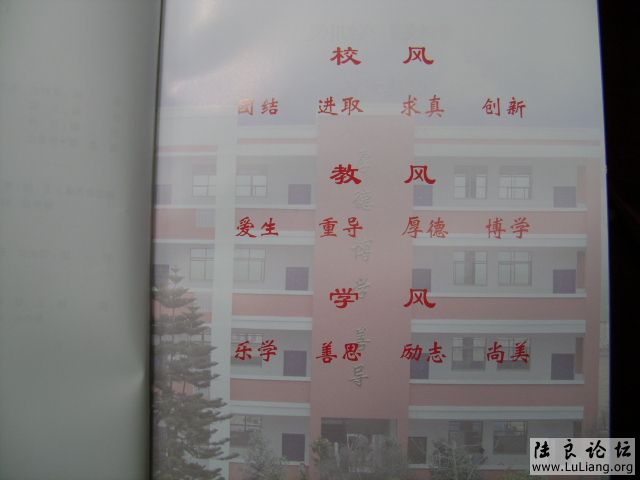 校 风
团结 进取 求真 创新
教 风
爱生 重导 厚德 博学
学 风
乐学 善思 励志 尚美
陆良论坛
www.LuLiang.org